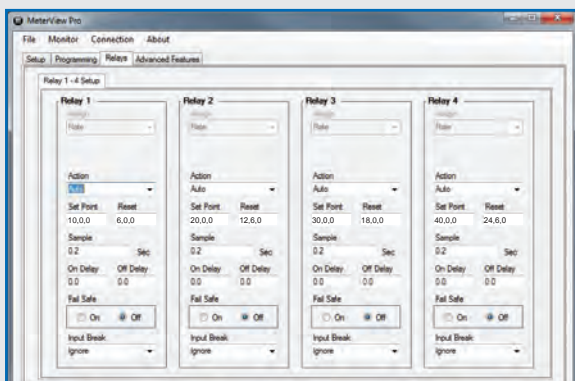 MeterView Pro
File Monitor Connection About
Setup Programming Relays Advanced Features
Relay 1 - 4 Setup
Relay 1 Relay 2 Relay 3 Relay 4
Assign Assign Assign Assign
Rate Rate Rate Rate
Action Action Action Action
Auto Auto Auto Auto
Set Point Reset Set Point Reset Set Point Reset Set Point Reset
10,0,0 6,0,0 20,0,0 12,6,0 30,0,0 18,0,0 40,0,0 24,6,0
Sample Sample Sample Sample
0.2 Sec 0.2 Sec 0.2 Sec 0.2 Sec
On Delay Off Delay On Delay Off Delay On Delay Off Delay On Delay Off Delay
0.0 0.0 0.0 0.0 0.0 0.0 0.0 0.0
Fail Safe Fail Safe Fail Safe Fail Safe
On Off On Off On Off On Off
Input Break Input Break Input Break Input Break
Ignore Ignore Ignore Ignore